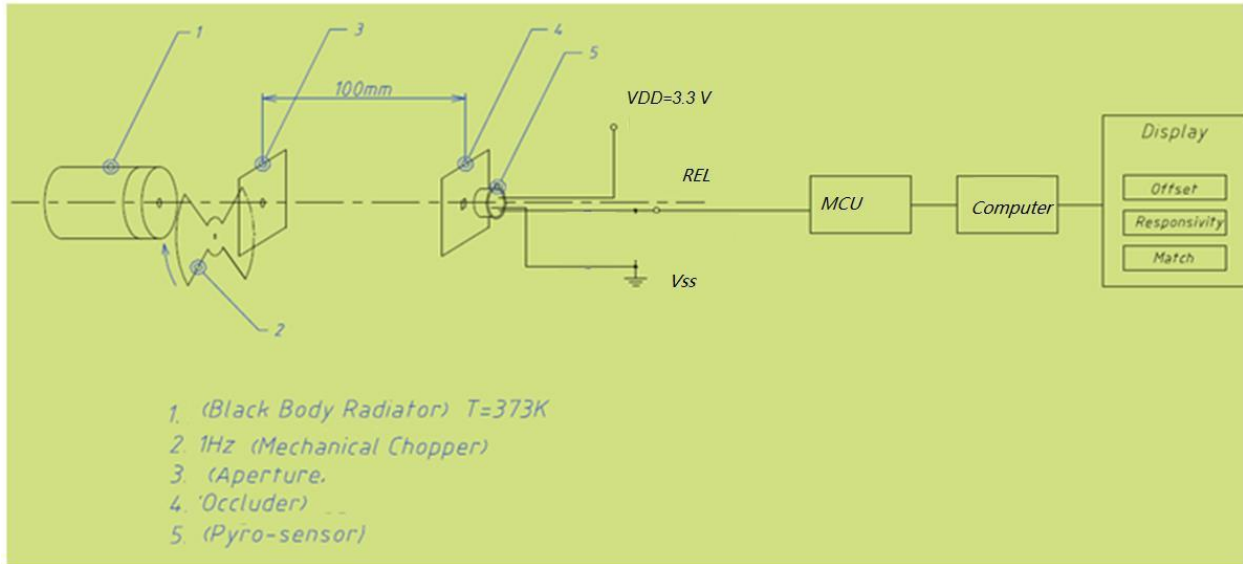 1
3
4
5
100mm
VDD=3.3 V
Display
REL
Offset
MCU
Computer
Responsivity
Match
Vss
2
1. (Black Body Radiator) T=373K
2. 1Hz (Mechanical Chopper)
3. (Aperture.
4. 'Occluder)
5. (Pyro-sensor)